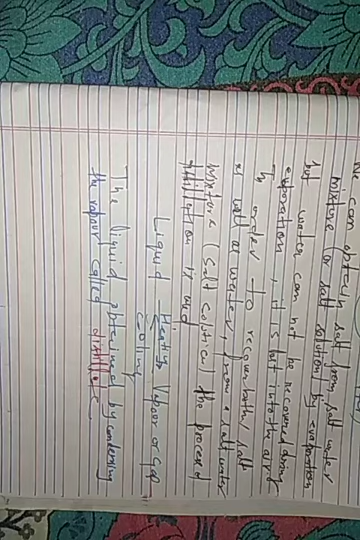 We can obtain salt from salt water
mixture (or salt solution) by evaporation
but water can not be recovered during
evporation, it is lost into the air
In order to recover both salt
as well as water, from a salt water
mixture (salt solution) the process
distillation is used
Liquid Heating Vapour or Gas
Cooling
The liquid obtained by condensing
the vapour called distillate